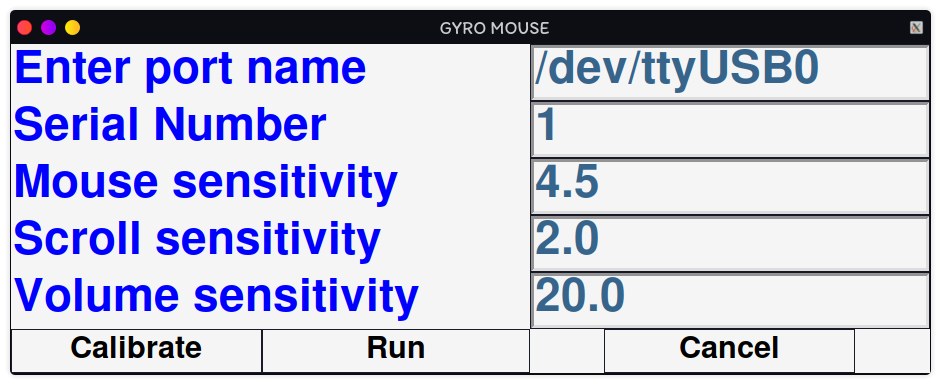 GYRO MOUSE
Enter port name /dev/ttyUSB0
Serial Number 1
Mouse sensitivity 4.5
Scroll sensitivity 2.0
Volume sensitivity 20.0
Calibrate Run Cancel